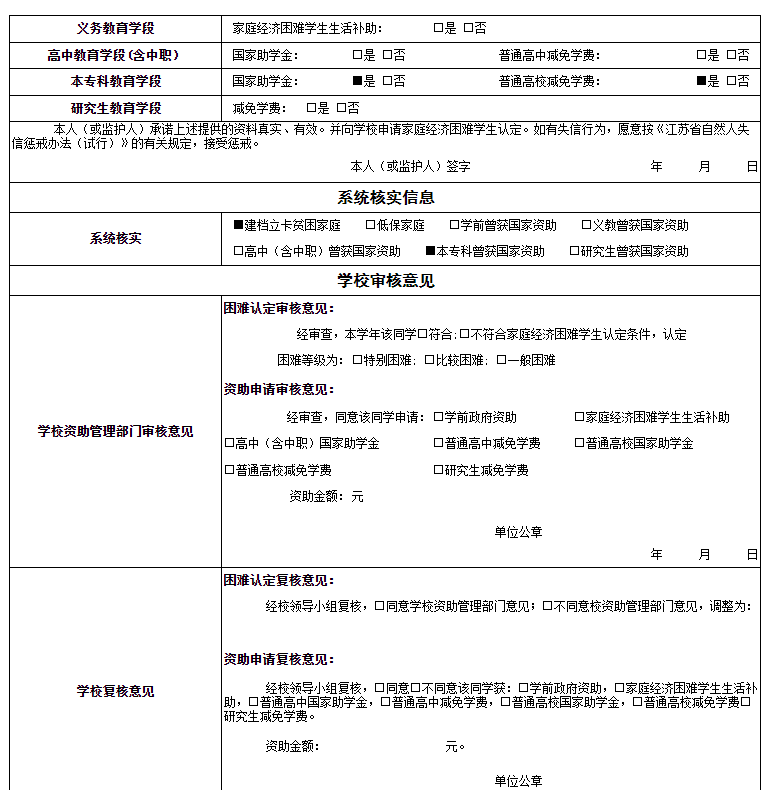 义务教育学段 家庭经济困难学生生活补助： □是 □否
高中教育学段(含中职) 国家助学金： □是 □否 普通高中减免学费： □是 □否
本专科教育学段 国家助学金： ■是 □否 普通高校减免学费： ■是 □否
研究生教育学段 减免学费： □是 □否
本人（或监护人）承诺上述提供的资料真实、有效。并向学校申请家庭经济困难学生认定。如有失信行为，愿意按《江苏省自然人失
信惩戒办法（试行）》的有关规定，接受惩戒。
本人（或监护人）签字 年 月 日
系统核实信息
系统核实
■建档立卡贫困家庭 □低保家庭 □学前曾获国家资助 □义教曾获国家资助
□高中（含中职）曾获国家资助 ■本专科曾获国家资助 □研究生曾获国家资助
学校审核意见
学校资助管理部门审核意见
困难认定审核意见：
经审查，本学年该同学□符合;□不符合家庭经济困难学生认定条件，认定
困难等级为：□特别困难; □比较困难; □一般困难
资助申请审核意见：
经审查，同意该同学申请：□学前政府资助 □家庭经济困难学生生活补助
□高中（含中职）国家助学金 □普通高中减免学费 □普通高校国家助学金
□普通高校减免学费 □研究生减免学费
资助金额：元
单位公章
年 月 日
学校复核意见
困难认定复核意见：
经校领导小组复核，□同意学校资助管理部门意见；□不同意校资助管理部门意见，调整为：
资助申请复核意见：
经校领导小组复核，□同意□不同意该同学获：□学前政府资助，□家庭经济困难学生生活补
助，□普通高中国家助学金，□普通高中减免学费，□普通高校国家助学金，□普通高校减免学费□
研究生减免学费。
资助金额： 元。
单位公章